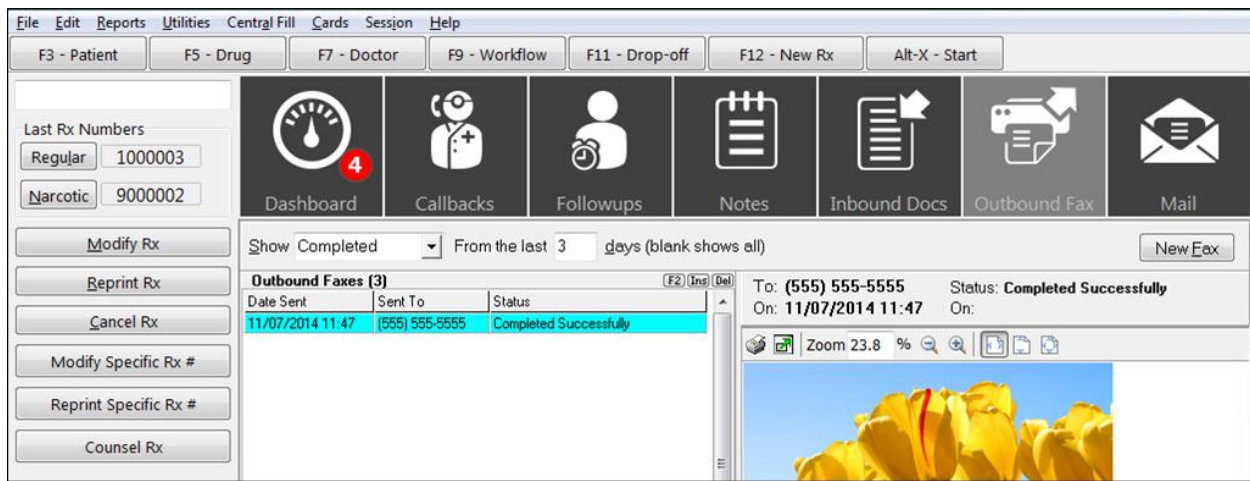 File Edit Reports Utilities Central Fill Cards Session Help
F3 - Patient F5 - Drug F7 - Doctor F9 - Workflow F11 - Drop-off F12 - New Rx Alt-X - Start
Last Rx Numbers
Regular 1000003
Narcotic 9000002
Modify Rx
Reprint Rx
Cancel Rx
Modify Specific Rx #
Reprint Specific Rx #
Counsel Rx
4
Dashboard Callbacks Followups Notes Inbound Docs Outbound Fax Mail
Show Completed From the last 3 days (blank shows all) New Fax
Outbound Faxes (3) F2 Ins Del
Date Sent Sent To Status
11/07/2014 11:47 (555) 555-5555 Completed Successfully
To: (555) 555-5555 Status: Completed Successfully
On: 11/07/2014 11:47 On:
Zoom 23.8 %